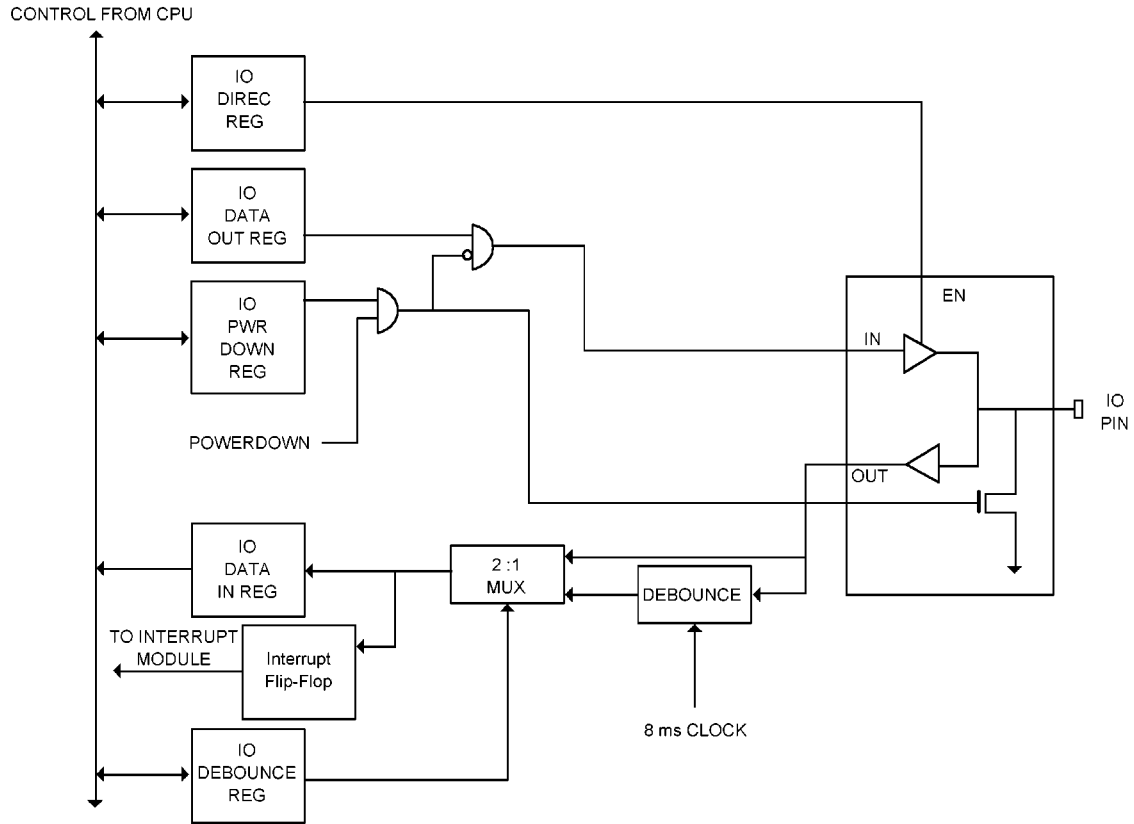 CONTROL FROM CPU
IO
DIREC
REG
IO
DATA
OUT REG
IO
PWR
DOWN
REG
POWERDOWN
EN
IN
OUT
IO
PIN
IO
DATA
IN REG
2 :1
MUX
DEBOUNCE
TO INTERRUPT
MODULE
Interrupt
Flip-Flop
8 ms CLOCK
IO
DEBOUNCE
REG